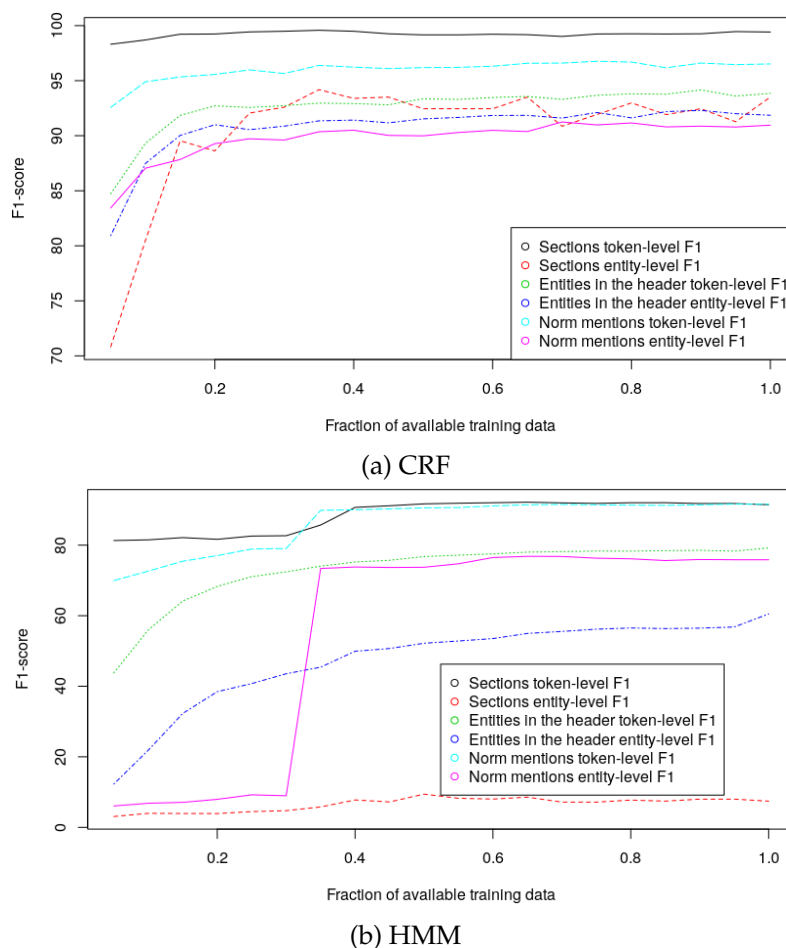 100
95
90
85
80
75
70
F1-score
Sections token-level F1
Sections entity-level F1
Entities in the header token-level F1
Entities in the header entity-level F1
Norm mentions token-level F1
Norm mentions entity-level F1
0.2 0.4 0.6 0.8 1.0
Fraction of available training data
(a) CRF
80
60
40
20
0
F1-score
Sections token-level F1
Sections entity-level F1
Entities in the header token-level F1
Entities in the header entity-level F1
Norm mentions token-level F1
Norm mentions entity-level F1
0.2 0.4 0.6 0.8 1.0
Fraction of available training data
(b) HMM